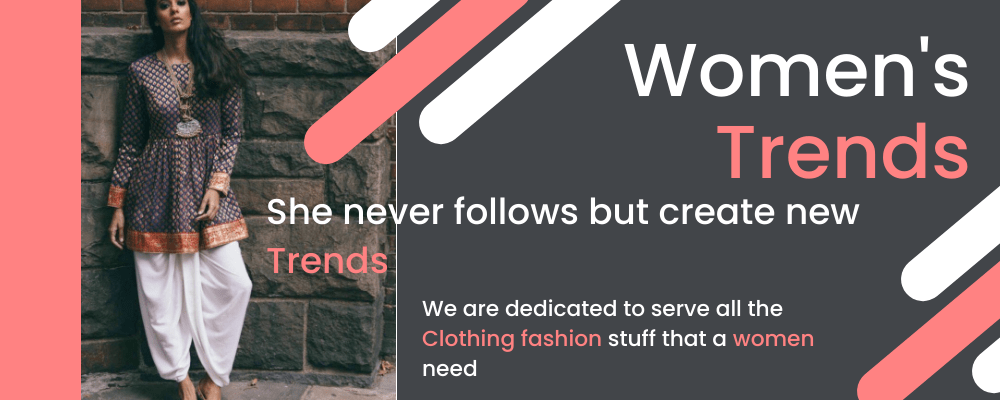 Women's
Trends
She never follows but create new
Trends
We are dedicated to serve all the
Clothing fashion stuff that a women
need